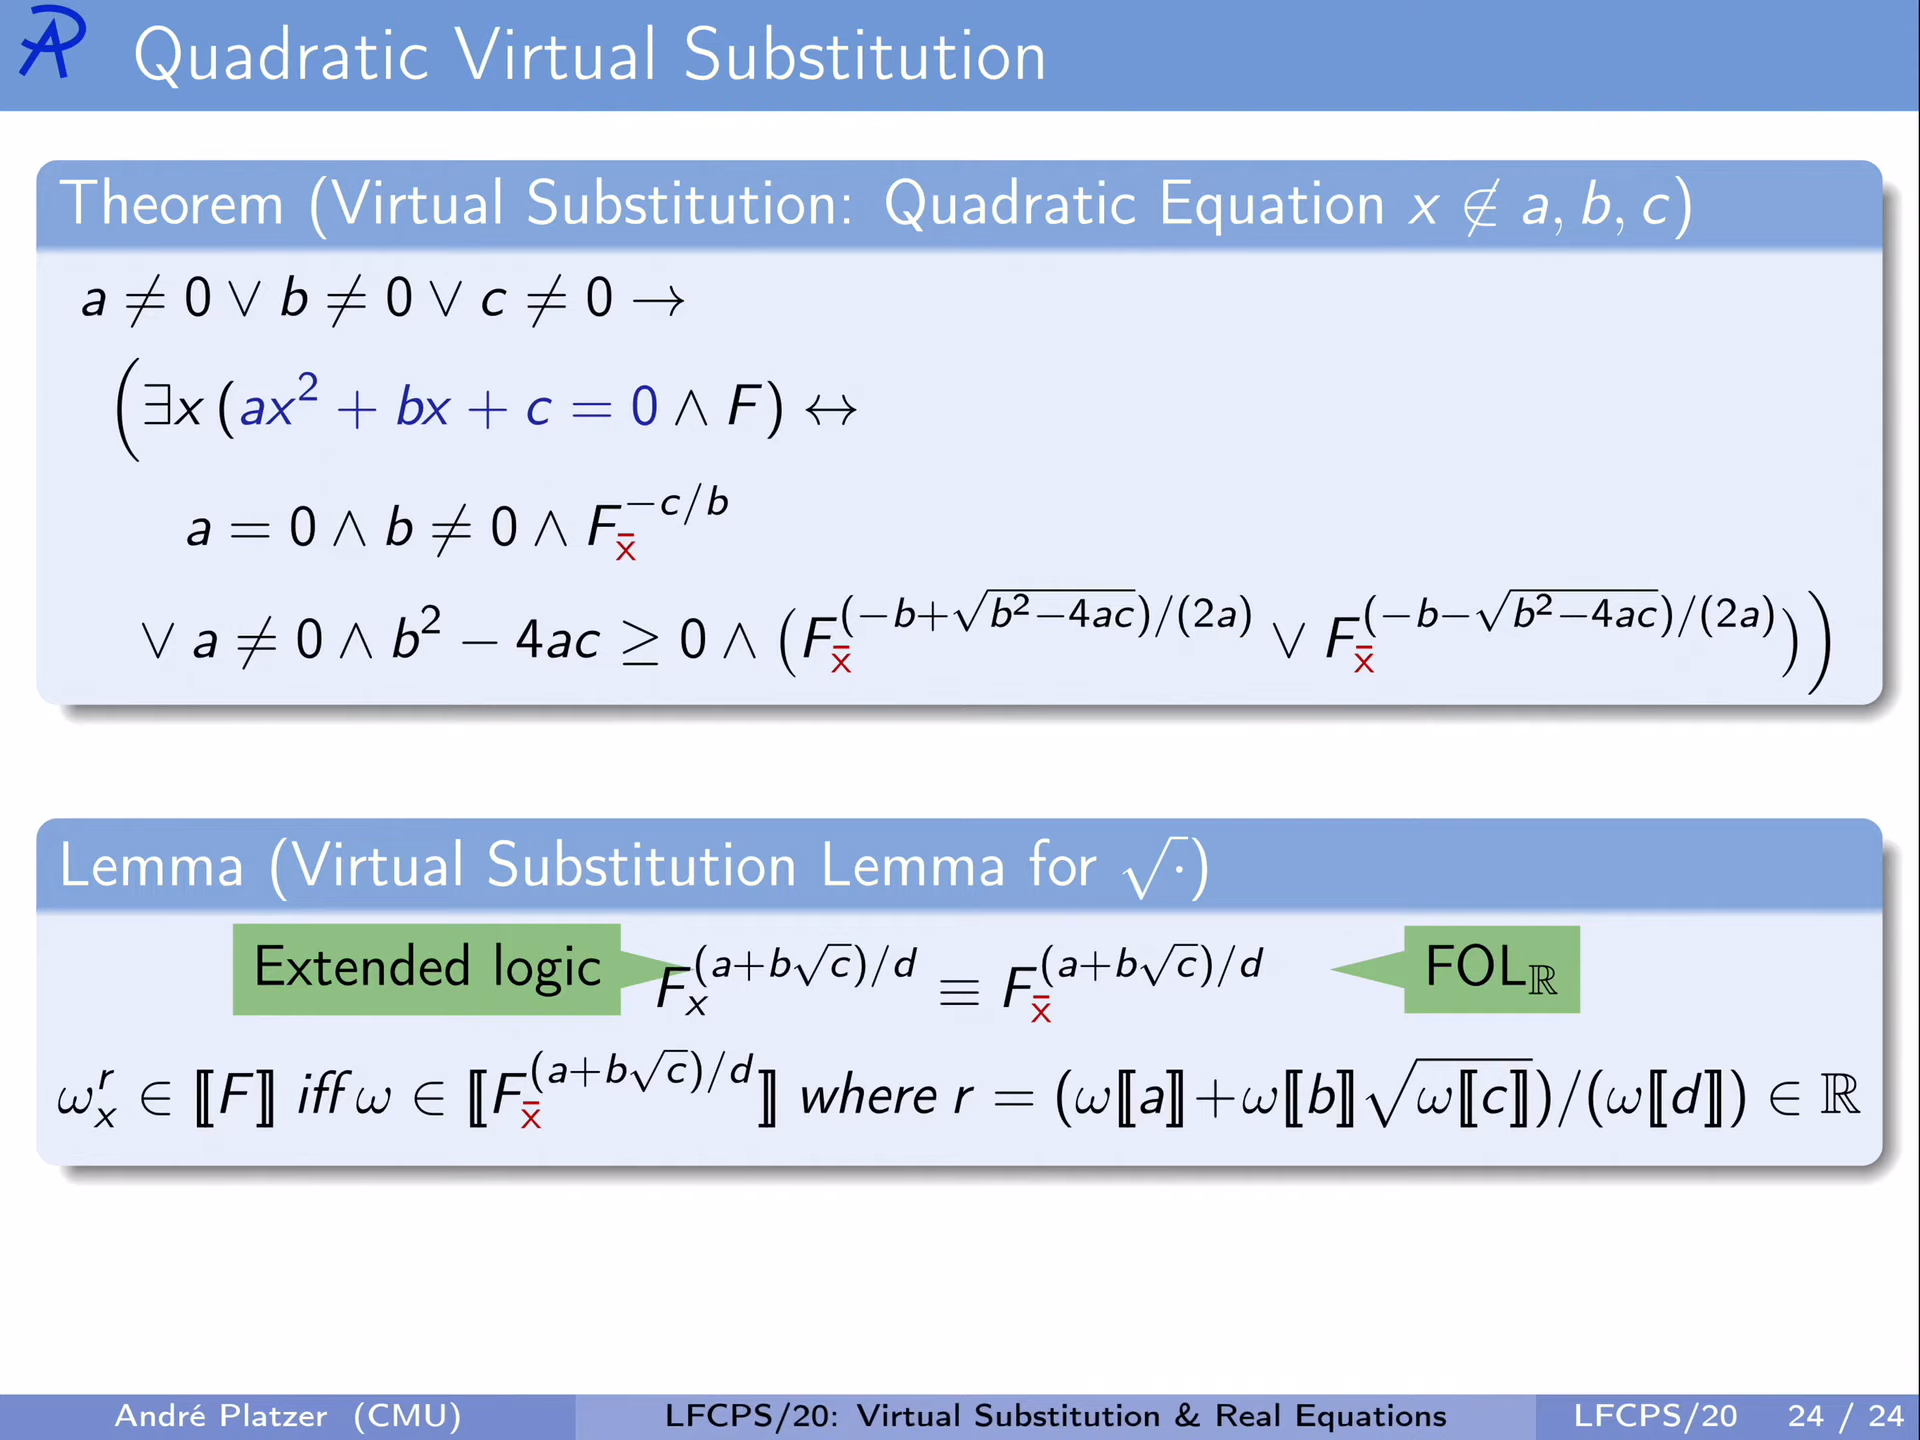 Quadratic Virtual Substitution
Theorem (Virtual Substitution: Quadratic Equation x ∉ a, b, c)
a ≠ 0 ∨ b ≠ 0 ∨ c ≠ 0 →
(∃x (ax² + bx + c = 0 ∧ F) ↔
a = 0 ∧ b ≠ 0 ∧ F_x̄^{−c/b}
∨ a ≠ 0 ∧ b² − 4ac ≥ 0 ∧ (F_x̄^{(−b+√(b²−4ac))/(2a)} ∨ F_x̄^{(−b−√(b²−4ac))/(2a)}))
Lemma (Virtual Substitution Lemma for √·)
Extended logic F_x^{(a+b√c)/d} ≡ F_x̄^{(a+b√c)/d} FOL_ℝ
ω_x^r ∈ ⟦F⟧ iff ω ∈ ⟦F_x̄^{(a+b√c)/d}⟧ where r = (ω⟦a⟧+ω⟦b⟧√(ω⟦c⟧))/(ω⟦d⟧) ∈ ℝ
André Platzer (CMU) LFCPS/20: Virtual Substitution & Real Equations LFCPS/20 24 / 24